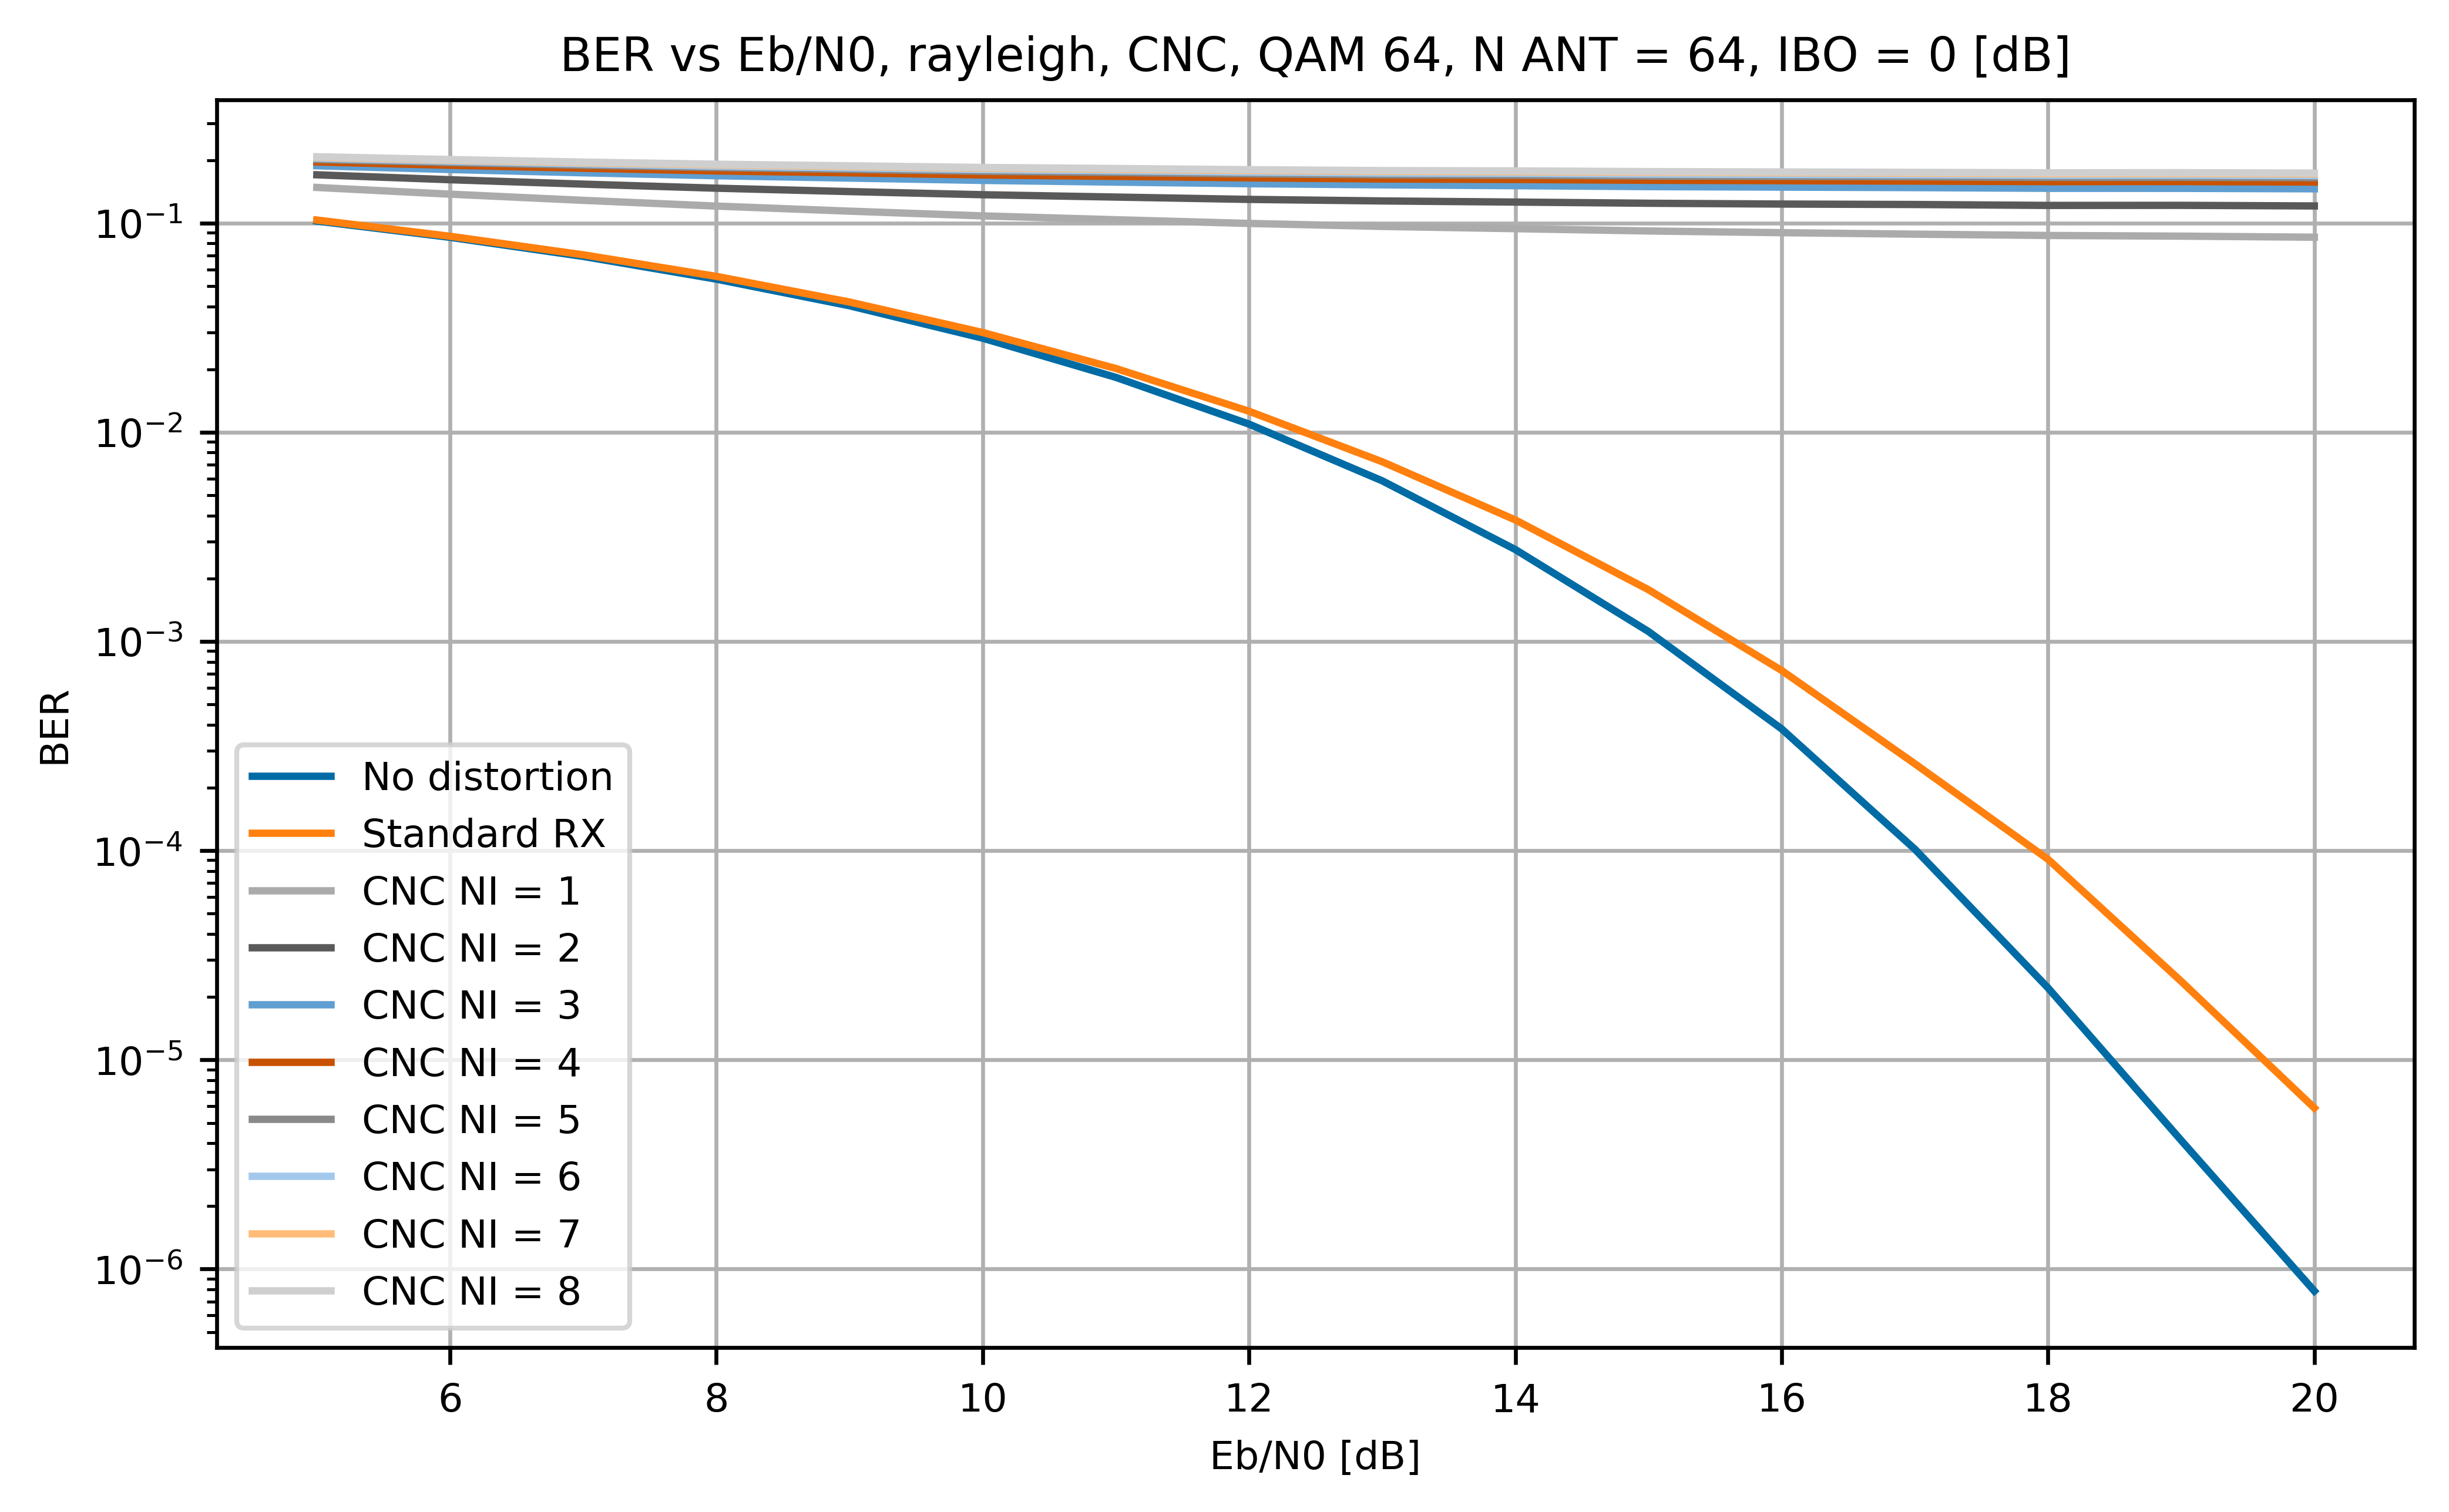 BER vs Eb/N0, rayleigh, CNC, QAM 64, N ANT = 64, IBO = 0 [dB]
10⁻¹
10⁻²
10⁻³
10⁻⁴
10⁻⁵
10⁻⁶
BER
No distortion
Standard RX
CNC NI = 1
CNC NI = 2
CNC NI = 3
CNC NI = 4
CNC NI = 5
CNC NI = 6
CNC NI = 7
CNC NI = 8
6 8 10 12 14 16 18 20
Eb/N0 [dB]